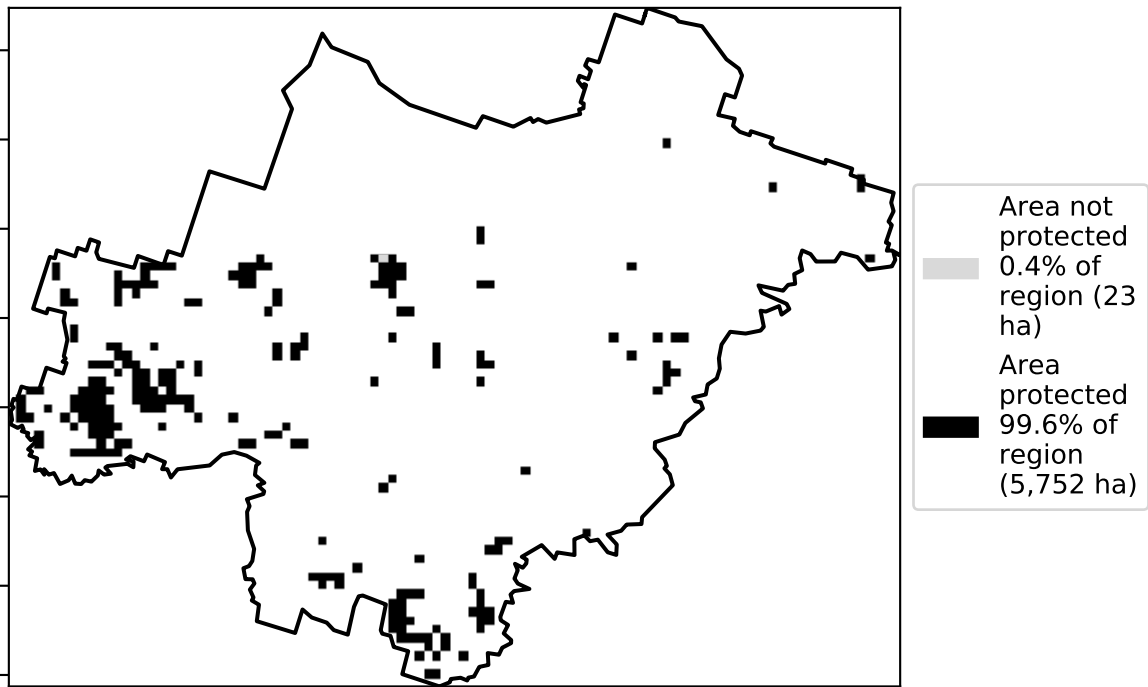 Area not
protected
0.4% of
region (23
ha)
Area
protected
99.6% of
region
(5,752 ha)